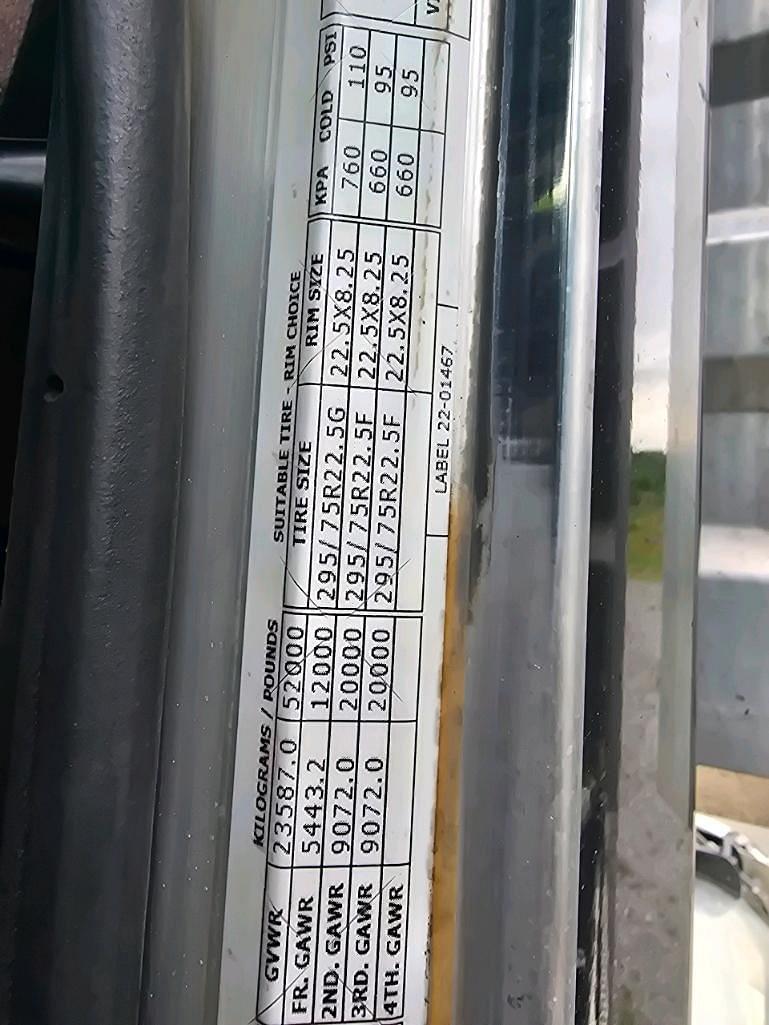 KILOGRAMS / POUNDS SUITABLE TIRE - RIM CHOICE
GVWR 23587.0 52000 TIRE SIZE RIM SIZE KPA COLD PSI
FR. GAWR 5443.2 12000 295/75R22.5G 22.5X8.25 760 110
2ND. GAWR 9072.0 20000 295/75R22.5F 22.5X8.25 660 95
3RD. GAWR 9072.0 20000 295/75R22.5F 22.5X8.25 660 95
4TH. GAWR
LABEL 22-01467